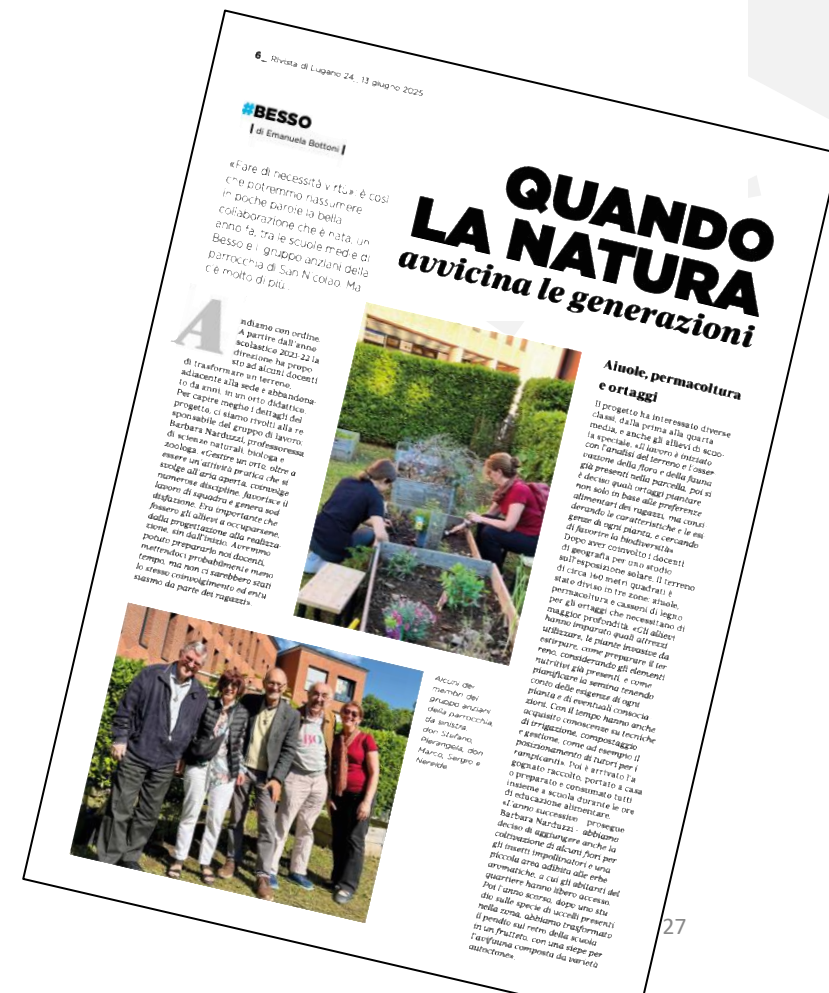 6_ Rivista di Lugano 24_ 13 giugno 2025
#BESSO
| di Emanuela Bottoni |
«Fare di necessità virtù»: è così
che potremmo riassumere
in poche parole la bella
collaborazione che è nata, un
anno fa, tra le scuole medie di
Besso e il gruppo anziani della
parrocchia di San Nicolao. Ma
c'è molto di più...
QUANDO
LA NATURA
avvicina le generazioni
Andiamo con ordine.
A partire dall'anno
scolastico 2021-22 la
direzione ha propo
sto ad alcuni docenti
di trasformare un terreno,
adiacente alla sede e abbandona-
to da anni, in un orto didattico.
Per capire meglio i dettagli del
progetto, ci siamo rivolti alla re
sponsabile del gruppo di lavoro:
Barbara Narduzzi, professoressa
di scienze naturali, biologa e
zoologa. «Gestire un orto, oltre a
essere un'attività pratica che si
svolge all'aria aperta, coinvolge
numerose discipline, favorisce il
lavoro di squadra e genera sod
disfazione. Era importante che
fossero gli allievi a occuparsene,
dalla progettazione alla realizza-
zione, sin dall'inizio. Avremmo
potuto prepararlo noi docenti,
mettendoci probabilmente meno
tempo, ma non ci sarebbero stati
lo stesso coinvolgimento ed entu
siasmo da parte dei ragazzi».
Alcuni dei
membri del
gruppo anziani
della parrocchia,
da sinistra,
don Stefano,
Pierangela, don
Marco, Sergio e
Nereide
Aiuole, permacoltura
e ortaggi
Il progetto ha interessato diverse
classi, dalla prima alla quarta
media, e anche gli allievi di scuo-
la speciale. «Il lavoro è iniziato
con l'analisi del terreno e l'osser
vazione della flora e della fauna
già presenti nella parcella, poi si
è deciso quali ortaggi piantare
non solo in base alle preferenze
alimentari dei ragazzi, ma consi
derando le caratteristiche e le esi
genze di ogni pianta, e cercando
di favorire la biodiversità».
Dopo aver coinvolto i docenti
di geografia per uno studio
sull'esposizione solare, il terreno
di circa 160 metri quadrati è
stato diviso in tre zone: aiuole,
permacoltura e cassoni di legno
per gli ortaggi che necessitano di
maggior profondità. «Gli allievi
hanno imparato quali attrezzi
utilizzare, le piante invasive da
estirpare, come preparare il ter
reno, considerando gli elementi
nutritivi già presenti, e come
pianificare la semina tenendo
conto delle esigenze di ogni
pianta e di eventuali consocia
zioni. Con il tempo hanno anche
acquisito conoscenze su tecniche
di irrigazione, compostaggio
e gestione, come ad esempio il
posizionamento di tutori per i
rampicanti». Poi è arrivato l'a
gognato raccolto, portato a casa
o preparato e consumato tutti
insieme a scuola durante le ore
di educazione alimentare.
«L'anno successivo prosegue
Barbara Narduzzi - abbiamo
deciso di aggiungere anche la
coltivazione di alcuni fiori per
gli insetti impollinatori e una
piccola area adibita alle erbe
aromatiche, a cui gli abitanti del
quartiere hanno libero accesso.
Poi l'anno scorso, dopo uno stu
dio sulle specie di uccelli presenti
nella zona, abbiamo trasformato
il pendio sul retro della scuola
in un frutteto, con una siepe per
l'avifauna composta da varietà
autoctone».
27